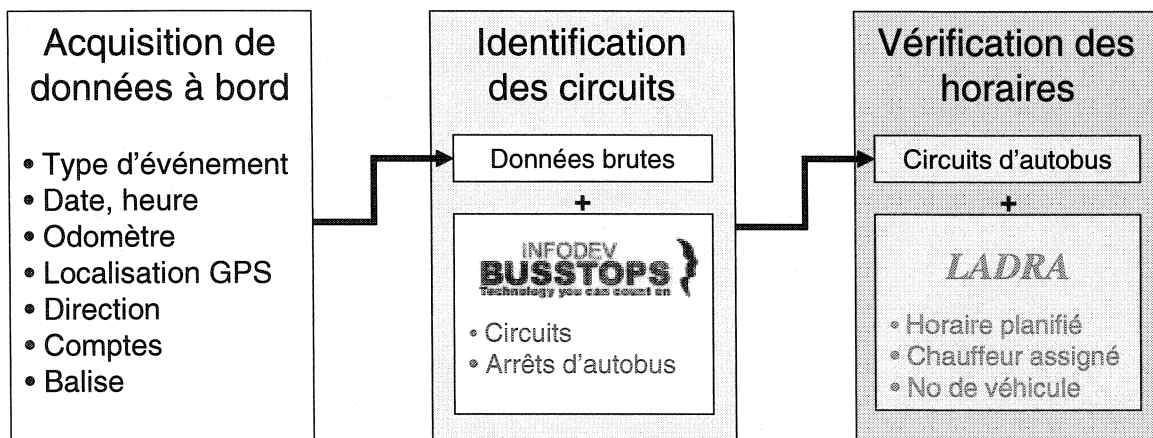 Acquisition de
données à bord
• Type d'événement
• Date, heure
• Odomètre
• Localisation GPS
• Direction
• Comptes
• Balise
Identification
des circuits
Données brutes
+
INFODEV
BUSSTOPS
Technology you can count on
• Circuits
• Arrêts d'autobus
Vérification des
horaires
Circuits d'autobus
+
LADRA
• Horaire planifié
• Chauffeur assigné
• No de véhicule